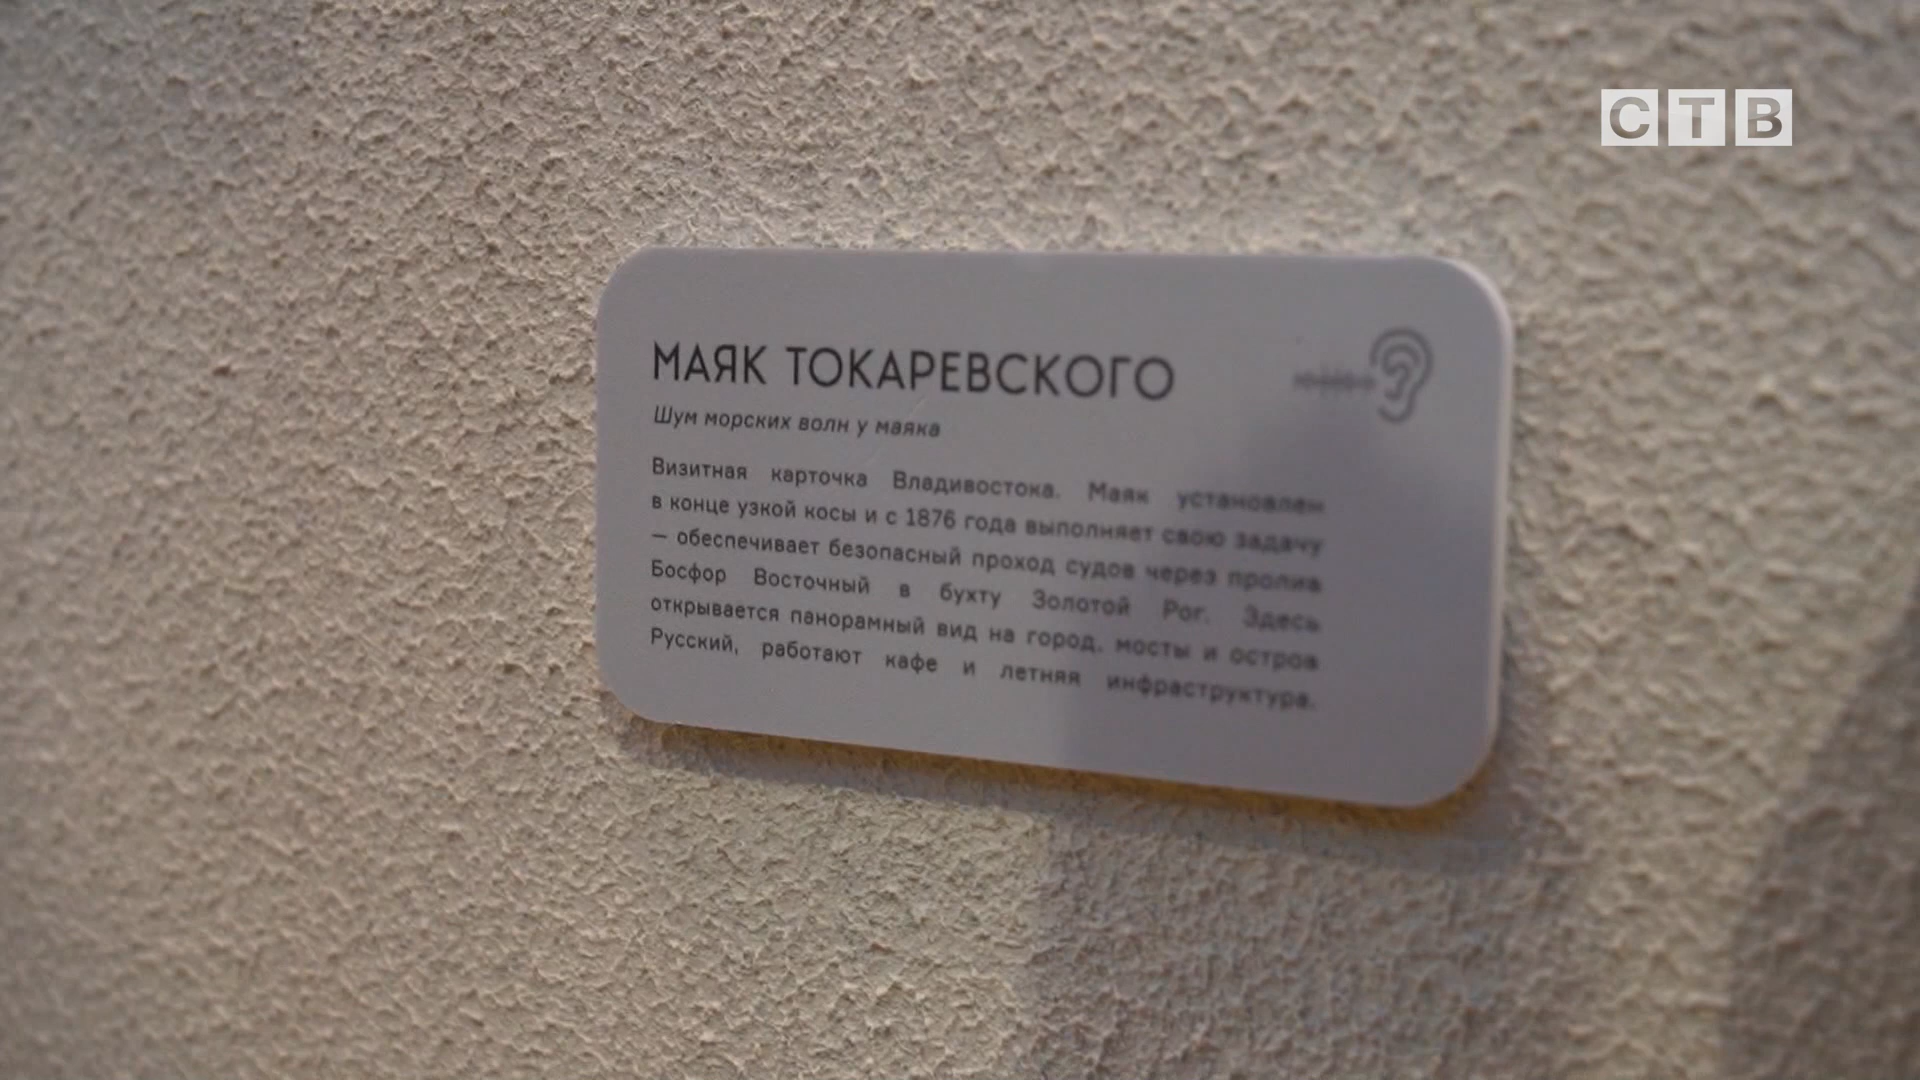 СТВ
МАЯК ТОКАРЕВСКОГО
Шум морских волн у маяка
Визитная карточка Владивостока. Маяк установлен
в конце узкой косы и с 1876 года выполняет свою задачу
— обеспечивает безопасный проход судов через пролив
Босфор Восточный в бухту Золотой Рог. Здесь
открывается панорамный вид на город, мосты и остров
Русский, работают кафе и летняя инфраструктура.